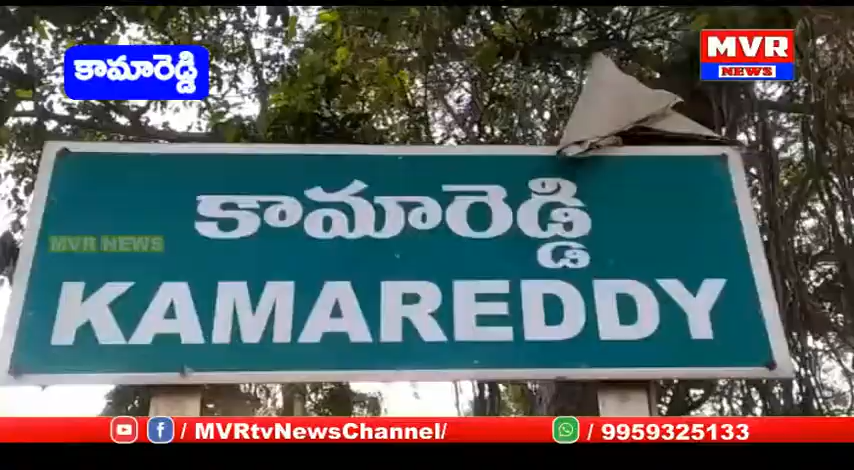 కామారెడ్డి
MVR
NEWS
కామారెడ్డి
MVR NEWS
KAMAREDDY
/ MVRtvNewsChannel/
/ 9959325133